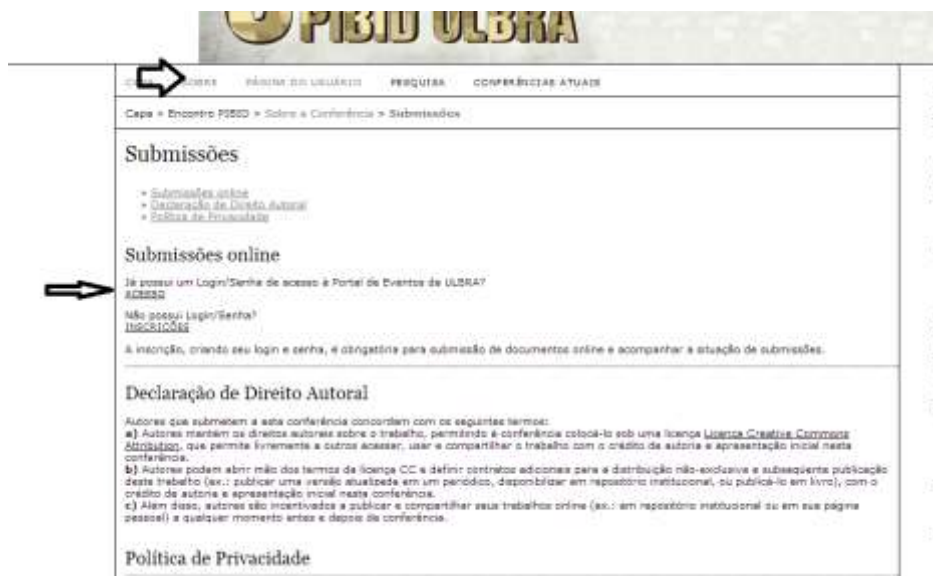 PIBID ULBRA
SOBRE PÁGINA DO USUÁRIO PESQUISA CONFERÊNCIAS ATUAIS
Capa > Encontro PIBID > Sobre a Conferência > Submissões
Submissões
» Submissões online
» Declaração de Direito Autoral
» Política de Privacidade
Submissões online
Já possui um Login/Senha de acesso à Portal de Eventos da ULBRA?
ACESSO
Não possui Login/Senha?
INSCRIÇÕES
A inscrição, criando seu login e senha, é obrigatória para submissão de documentos online e acompanhar a situação de submissões.
Declaração de Direito Autoral
Autores que submetem a esta conferência concordam com os seguintes termos:
a) Autores mantém os direitos autorais sobre o trabalho, permitindo à conferência colocá-lo sob uma licença Licença Creative Commons
Attribution, que permite livremente a outros acessar, usar e compartilhar o trabalho com o crédito de autoria e apresentação inicial nesta
conferência.
b) Autores podem abrir mão dos termos da licença CC e definir contratos adicionais para a distribuição não-exclusiva e subseqüente publicação
deste trabalho (ex.: publicar uma versão atualizada em um periódico, disponibilizar em repositório institucional, ou publicá-lo em livro), com o
crédito de autoria e apresentação inicial nesta conferência.
c) Além disso, autores são incentivados a publicar e compartilhar seus trabalhos online (ex.: em repositório institucional ou em sua página
pessoal) a qualquer momento antes e depois da conferência.
Política de Privacidade